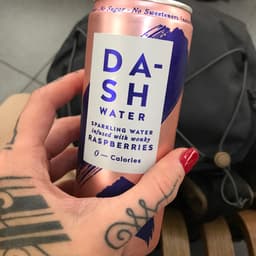 No Sugar - No Sweeteners
DA-
SH
WATER
SPARKLING WATER
infused with wonky
RASPBERRIES
0 — Calories